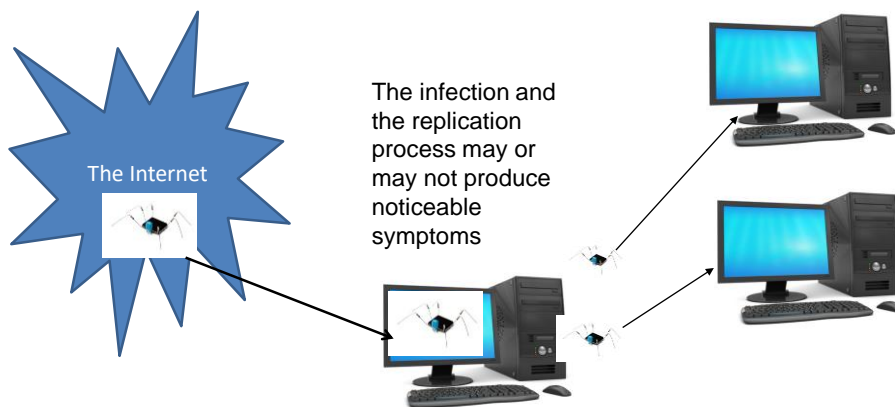 The Internet
The infection and
the replication
process may or
may not produce
noticeable
symptoms